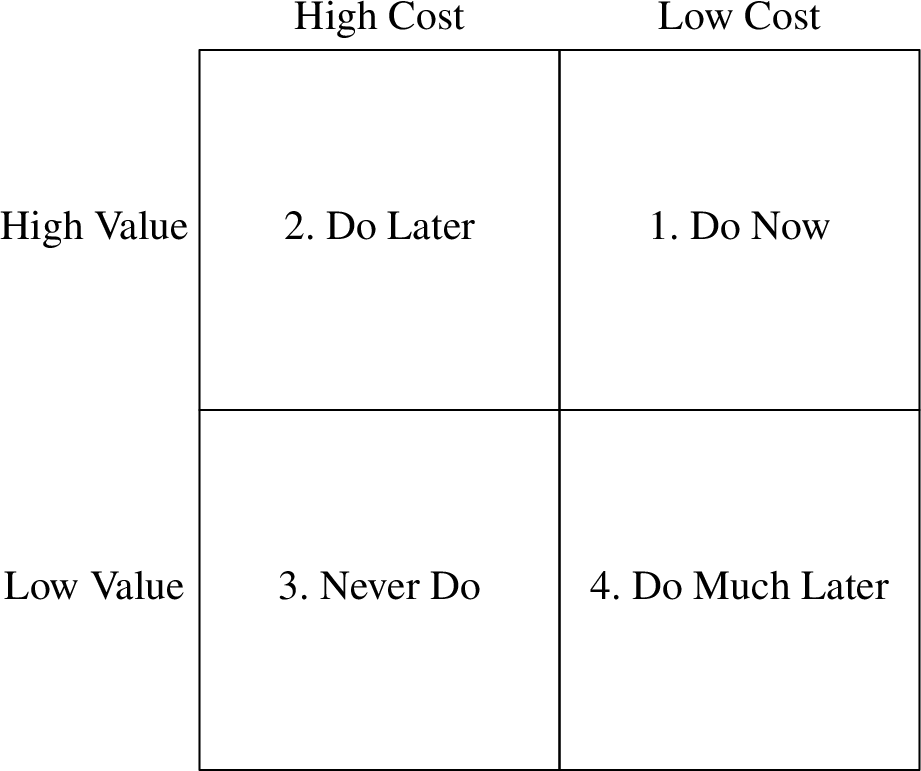 High Cost Low Cost
High Value 2. Do Later 1. Do Now
Low Value 3. Never Do 4. Do Much Later